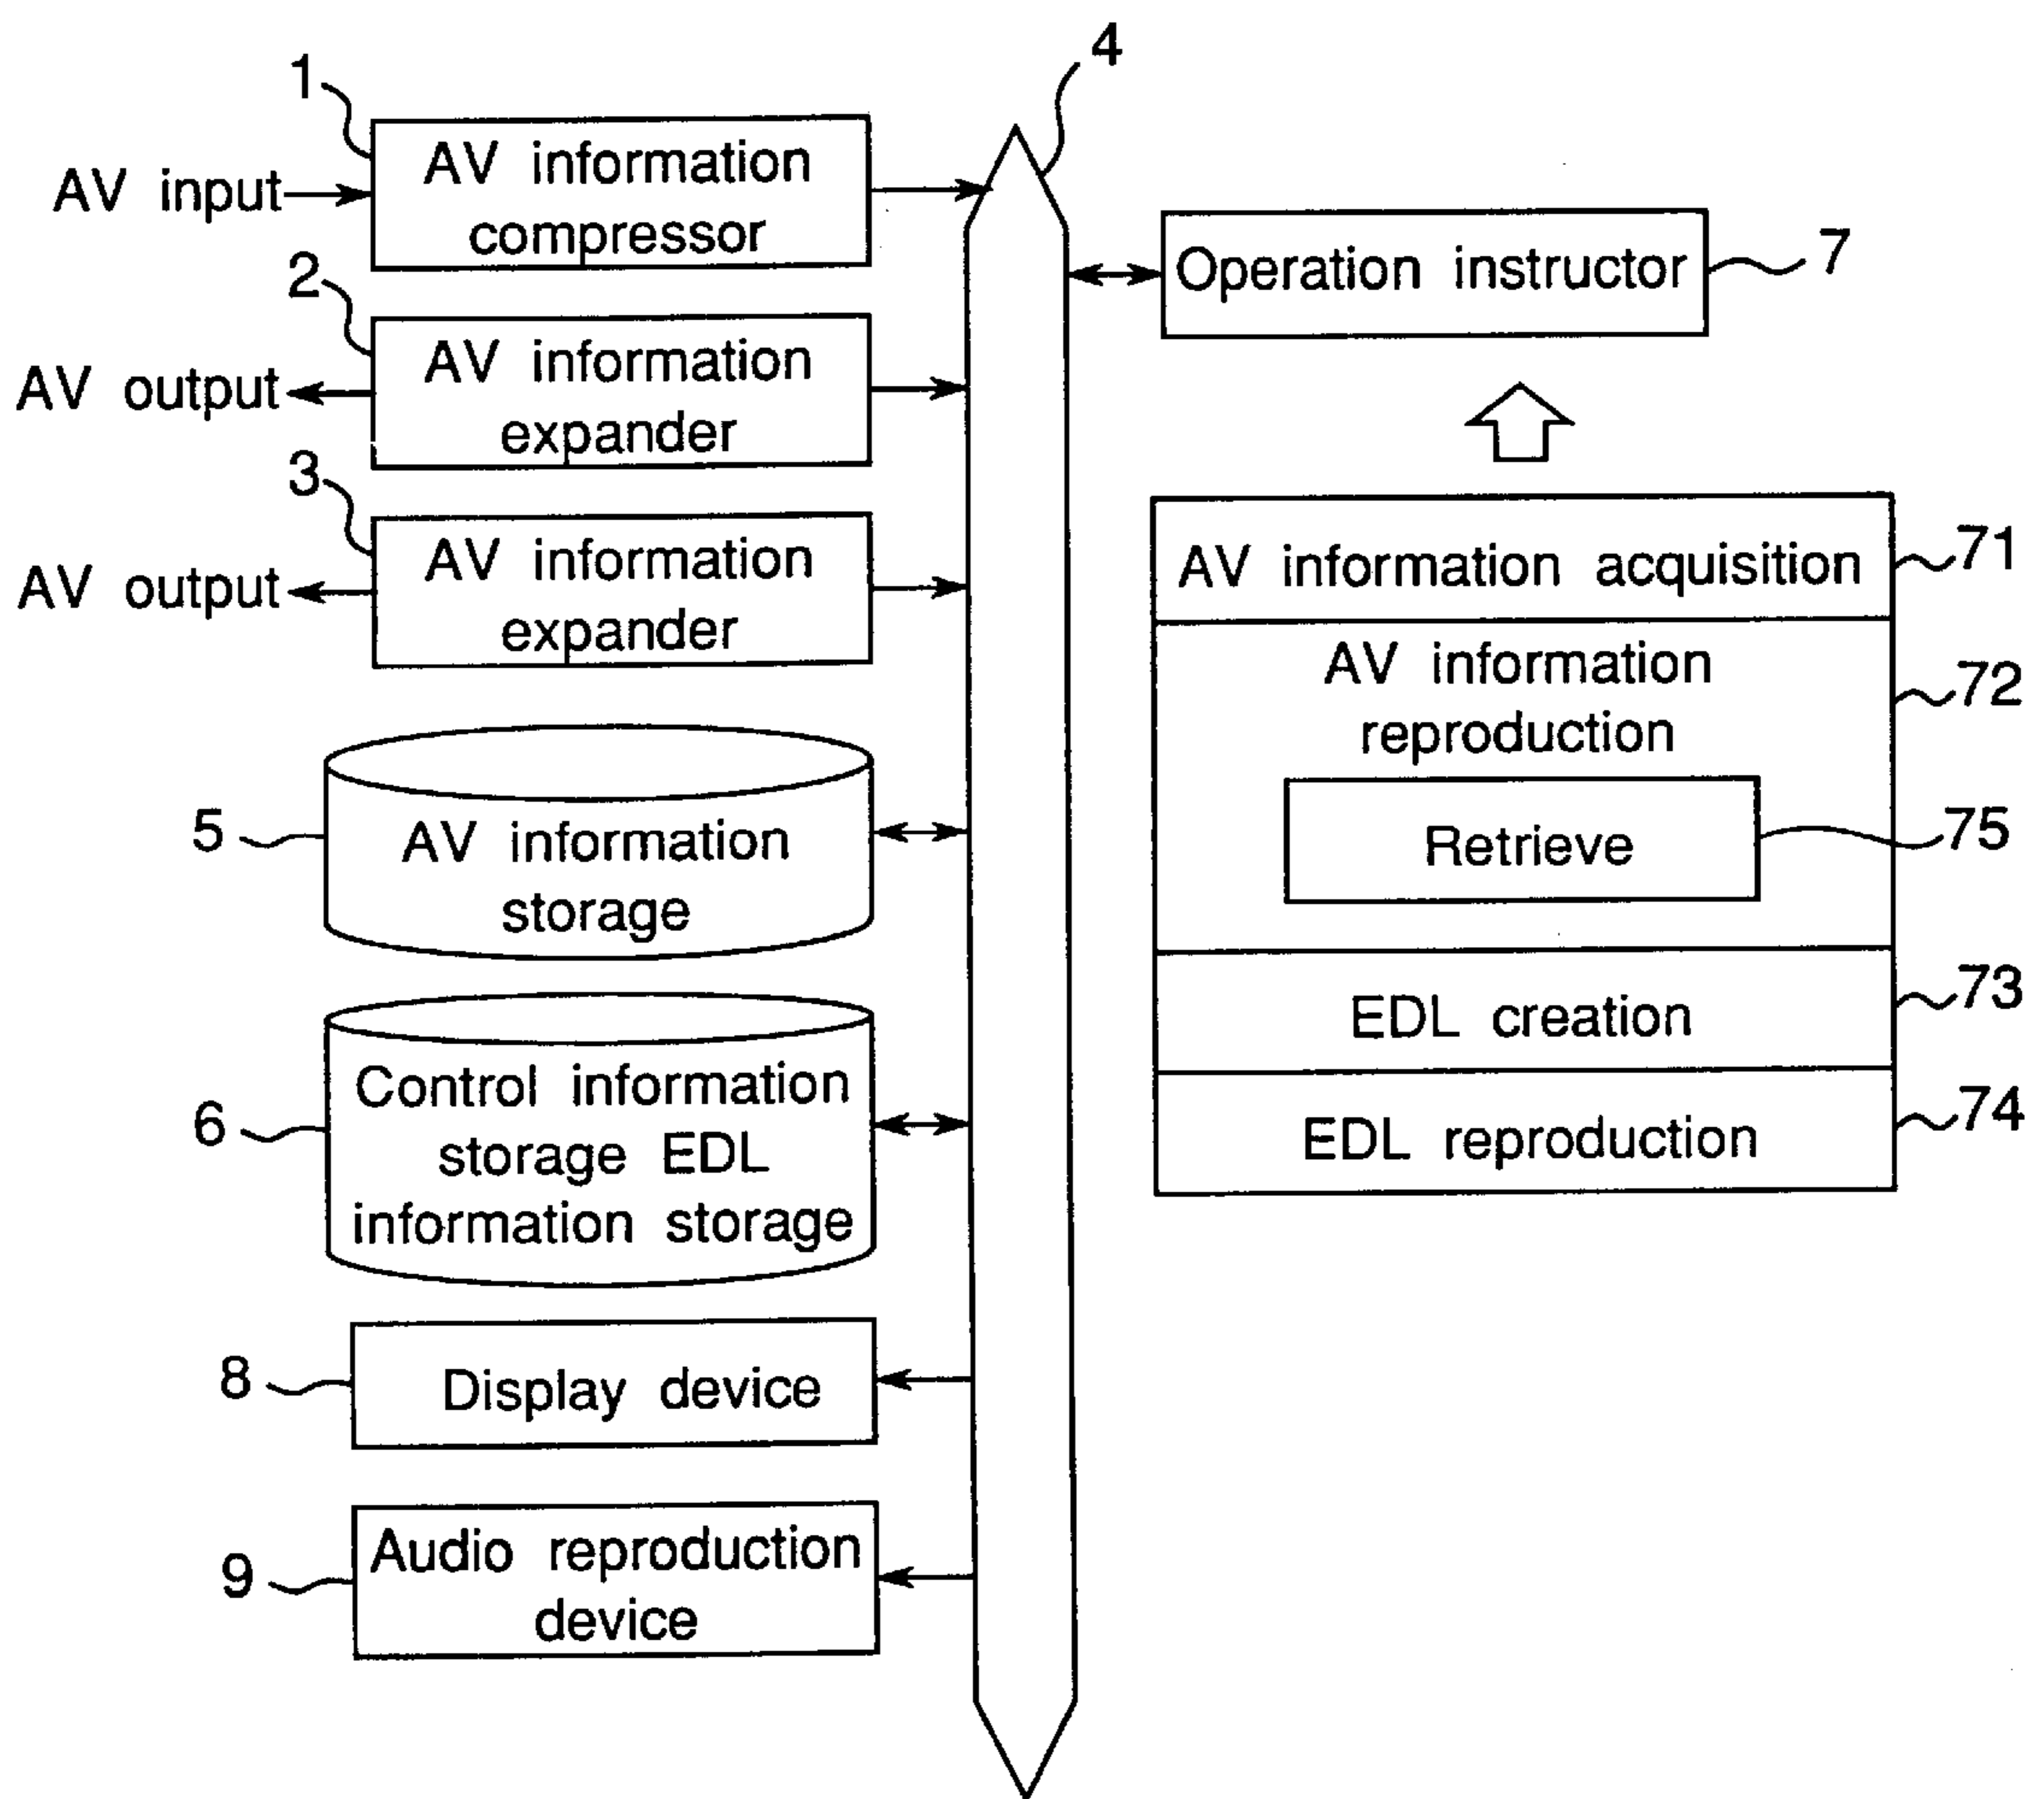 4
1
AV input
AV information
compressor
Operation instructor
7
2
AV output
AV information
expander
3
AV output
AV information
expander
AV information acquisition
71
AV information
reproduction
72
Retrieve
75
5
AV information
storage
EDL creation
73
6
Control information
storage EDL
information storage
EDL reproduction
74
8
Display device
9
Audio reproduction
device